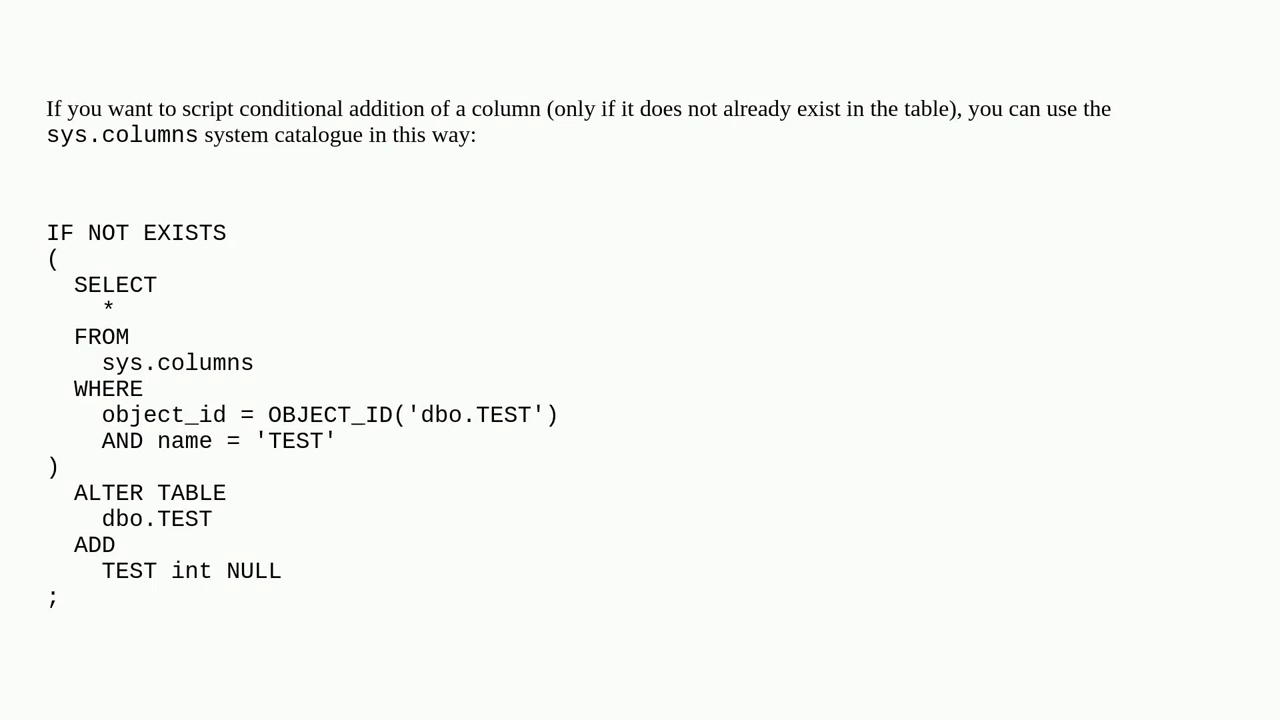 If you want to script conditional addition of a column (only if it does not already exist in the table), you can use the
sys.columns system catalogue in this way:
IF NOT EXISTS
(
  SELECT
    *
  FROM
    sys.columns
  WHERE
    object_id = OBJECT_ID('dbo.TEST')
    AND name = 'TEST'
)
  ALTER TABLE
    dbo.TEST
  ADD
    TEST int NULL
;